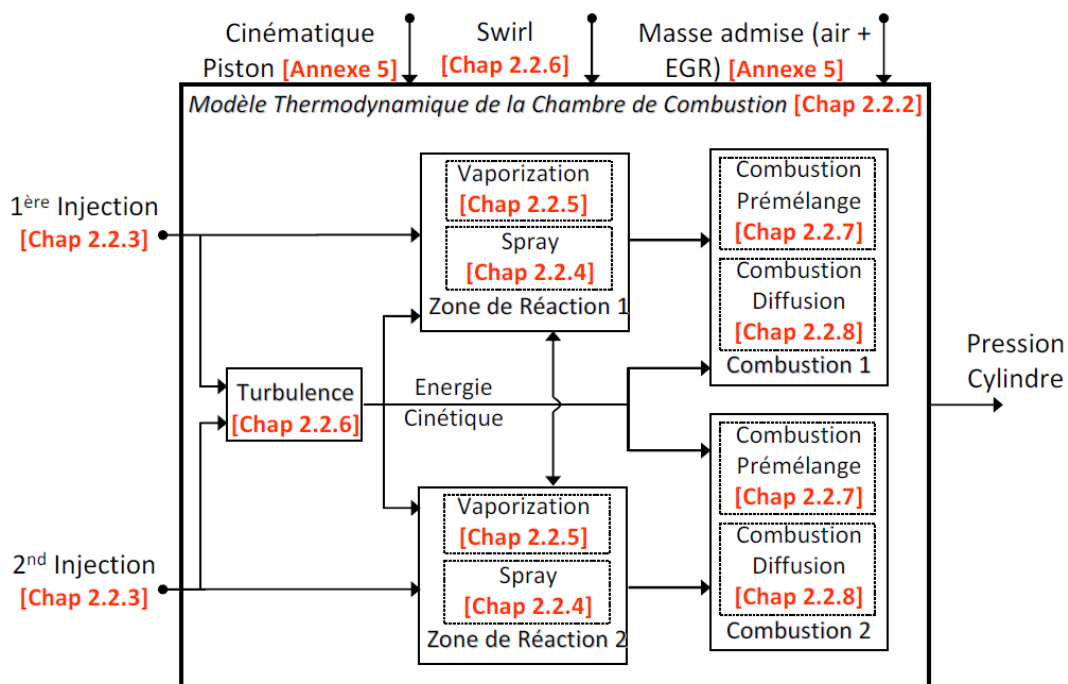 Cinématique
Piston [Annexe 5]
Swirl
[Chap 2.2.6]
Masse admise (air +
EGR) [Annexe 5]
Modèle Thermodynamique de la Chambre de Combustion [Chap 2.2.2]
1ère Injection
[Chap 2.2.3]
Vaporization
[Chap 2.2.5]
Spray
[Chap 2.2.4]
Zone de Réaction 1
Combustion
Prémélange
[Chap 2.2.7]
Combustion
Diffusion
[Chap 2.2.8]
Combustion 1
Turbulence
[Chap 2.2.6]
Energie
Cinétique
Pression
Cylindre
2nd Injection
[Chap 2.2.3]
Vaporization
[Chap 2.2.5]
Spray
[Chap 2.2.4]
Zone de Réaction 2
Combustion
Prémélange
[Chap 2.2.7]
Combustion
Diffusion
[Chap 2.2.8]
Combustion 2